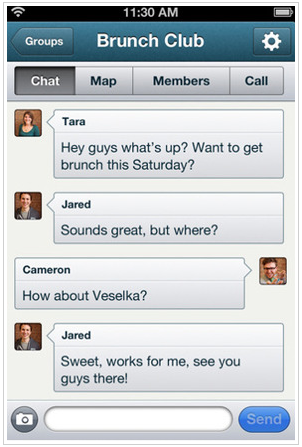 11:30 AM
Groups
Brunch Club
Chat
Map
Members
Call
Tara
Hey guys what's up? Want to get
brunch this Saturday?
Jared
Sounds great, but where?
Cameron
How about Veselka?
Jared
Sweet, works for me, see you
guys there!
Send